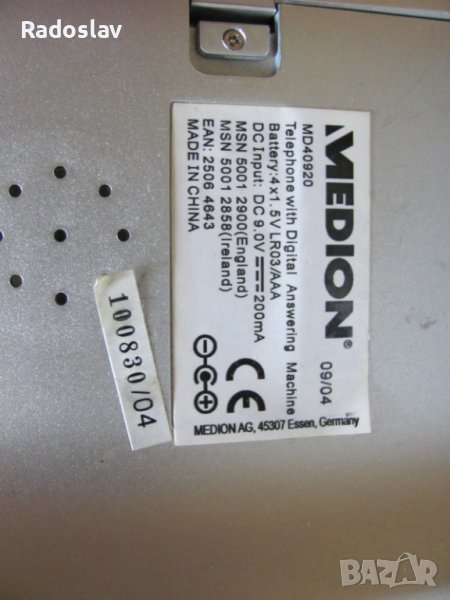 Radoslav
MEDION®
MD40920 09/04
Telephone with Digital Answering Machine
Battery:4x1.5V LR03/AAA
DC Input: DC 9.0V 200mA
MSN 5001 2900(England)
MSN 5001 2858(Ireland)
EAN: 2506 4643
MADE IN CHINA
CE
MEDION AG, 45307 Essen, Germany
100830/04
BAZAR